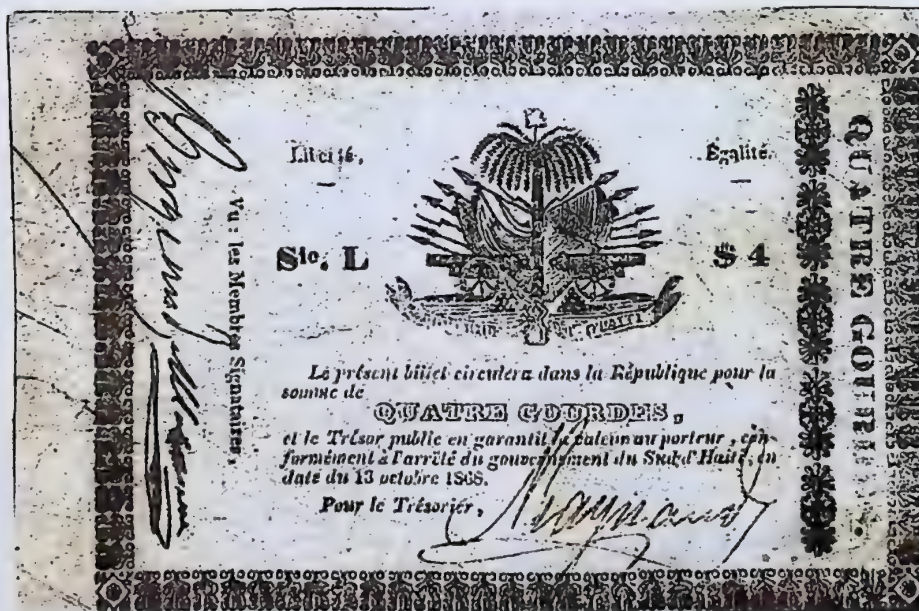 Liberté.
Égalité.
Sie. L
$ 4
Le présent billet circulera dans la République pour la
somme de
QUATRE GOURDES,
et le Trésor public en garantit la valeur au porteur, con-
formément à l'arrêté du gouvernement du Sud d'Haïti, en
date du 13 octobre 1868.
Pour le Trésorier,
Vu : les Membres Signataires,
QUATRE GOURDES